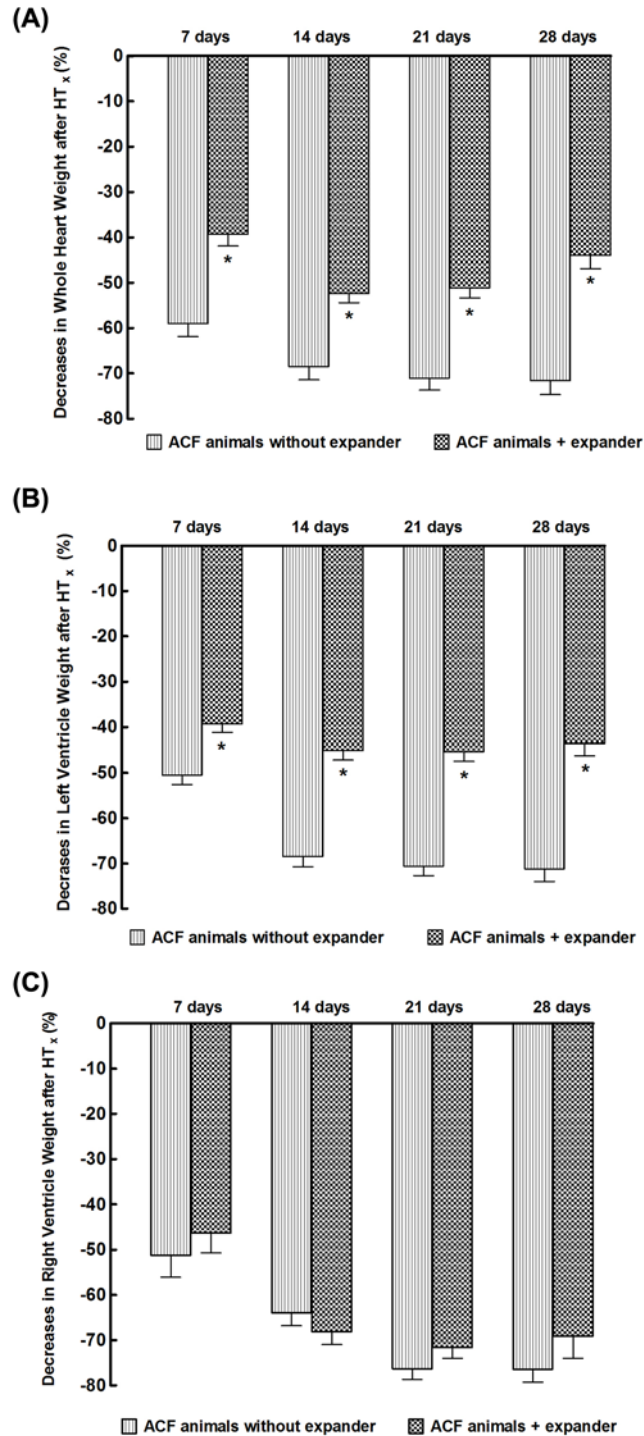 (A)
7 days 14 days 21 days 28 days
Decreases in Whole Heart Weight after HTx (%)
0
-10
-20
-30
-40
-50
-60
-70
-80
* * * *
ACF animals without expander ACF animals + expander
(B)
7 days 14 days 21 days 28 days
Decrases in Left Ventricle Weight after HTx (%)
0
-10
-20
-30
-40
-50
-60
-70
-80
* * * *
ACF animals without expander ACF animals + expander
(C)
7 days 14 days 21 days 28 days
Decreases in Right Ventricle Weight after HTx (%)
0
-10
-20
-30
-40
-50
-60
-70
-80
ACF animals without expander ACF animals + expander